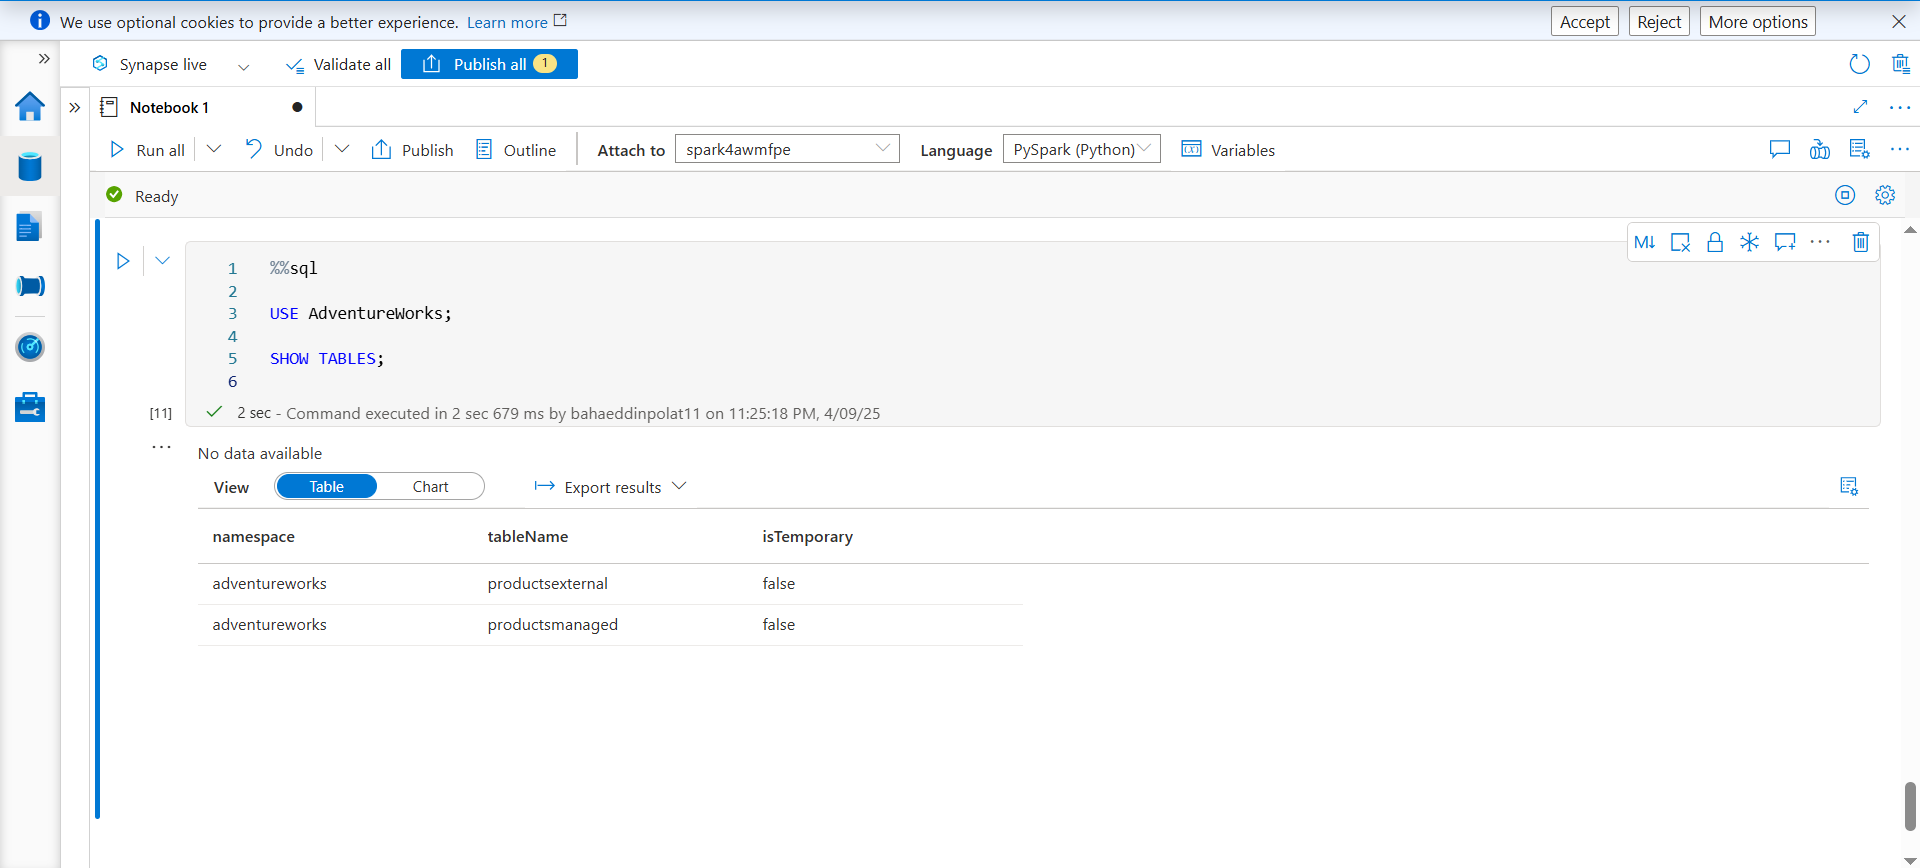 We use optional cookies to provide a better experience. Learn more
Accept
Reject
More options
Synapse live
Validate all
Publish all 1
Notebook 1
Run all
Undo
Publish
Outline
Attach to spark4awmfpe
Language PySpark (Python)
Variables
Ready
M↓
1 %%sql
2
3 USE AdventureWorks;
4
5 SHOW TABLES;
6
[11] 2 sec - Command executed in 2 sec 679 ms by bahaeddinpolat11 on 11:25:18 PM, 4/09/25
No data available
View Table Chart Export results
namespace tableName isTemporary
adventureworks productsexternal false
adventureworks productsmanaged false